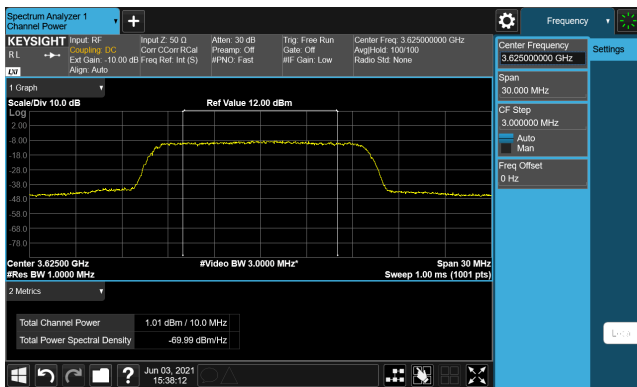 Spectrum Analyzer 1
Channel Power
+
Frequency
KEYSIGHT
RL
LXI
Input: RF
Coupling: DC
Ext Gain: -10.00 dB
Align: Auto
Input Z: 50 Ω
Corr CCorr RCal
Freq Ref: Int (S)
Atten: 30 dB
Preamp: Off
#PNO: Fast
Trig: Free Run
Gate: Off
#IF Gain: Low
Center Freq: 3.625000000 GHz
Avg|Hold: 100/100
Radio Std: None
Center Frequency
3.625000000 GHz
Settings
Span
30.000 MHz
CF Step
3.000000 MHz
Auto
Man
Freq Offset
0 Hz
1 Graph
Scale/Div 10.0 dB
Ref Value 12.00 dBm
Log
2.00
-8.00
-18.0
-28.0
-38.0
-48.0
-58.0
-68.0
-78.0
Center 3.62500 GHz
#Video BW 3.0000 MHz*
Span 30 MHz
#Res BW 1.0000 MHz
Sweep 1.00 ms (1001 pts)
2 Metrics
Total Channel Power 1.01 dBm / 10.0 MHz
Total Power Spectral Density -69.99 dBm/Hz
?
Jun 03, 2021
15:38:12